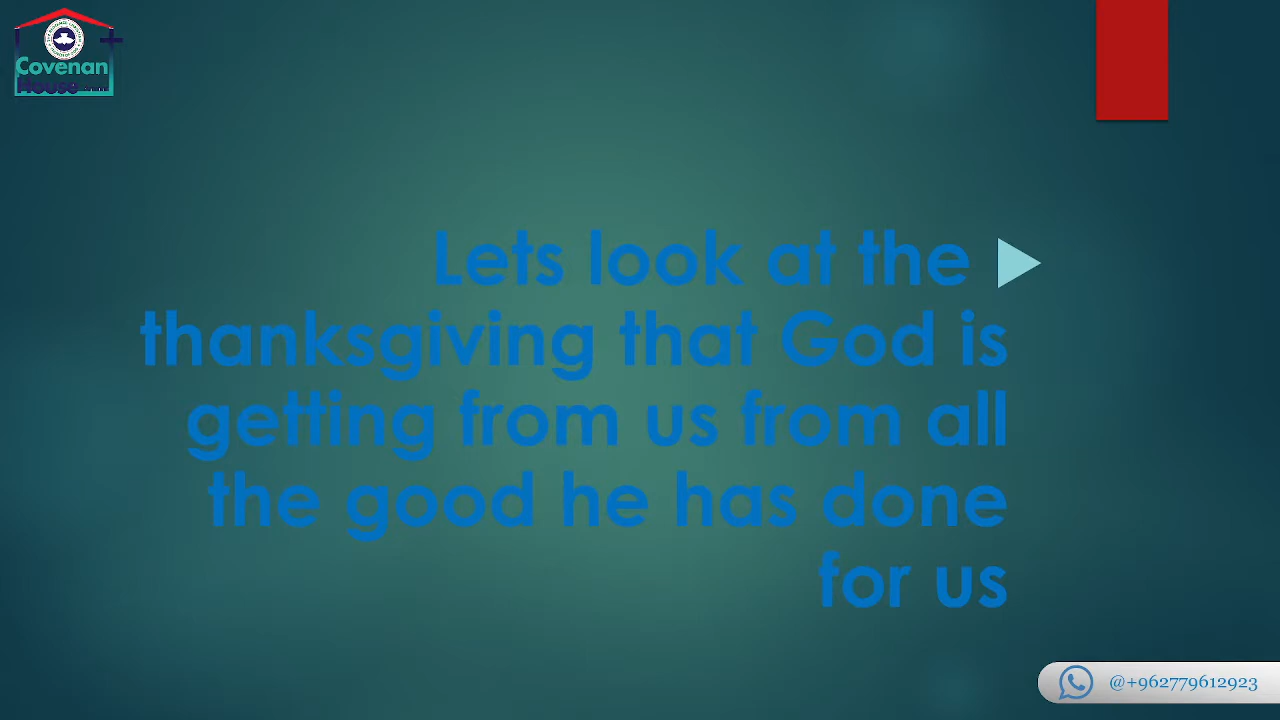 Covenan
House
Lets look at the
thanksgiving that God is
getting from us from all
the good he has done
for us
@+962779612923